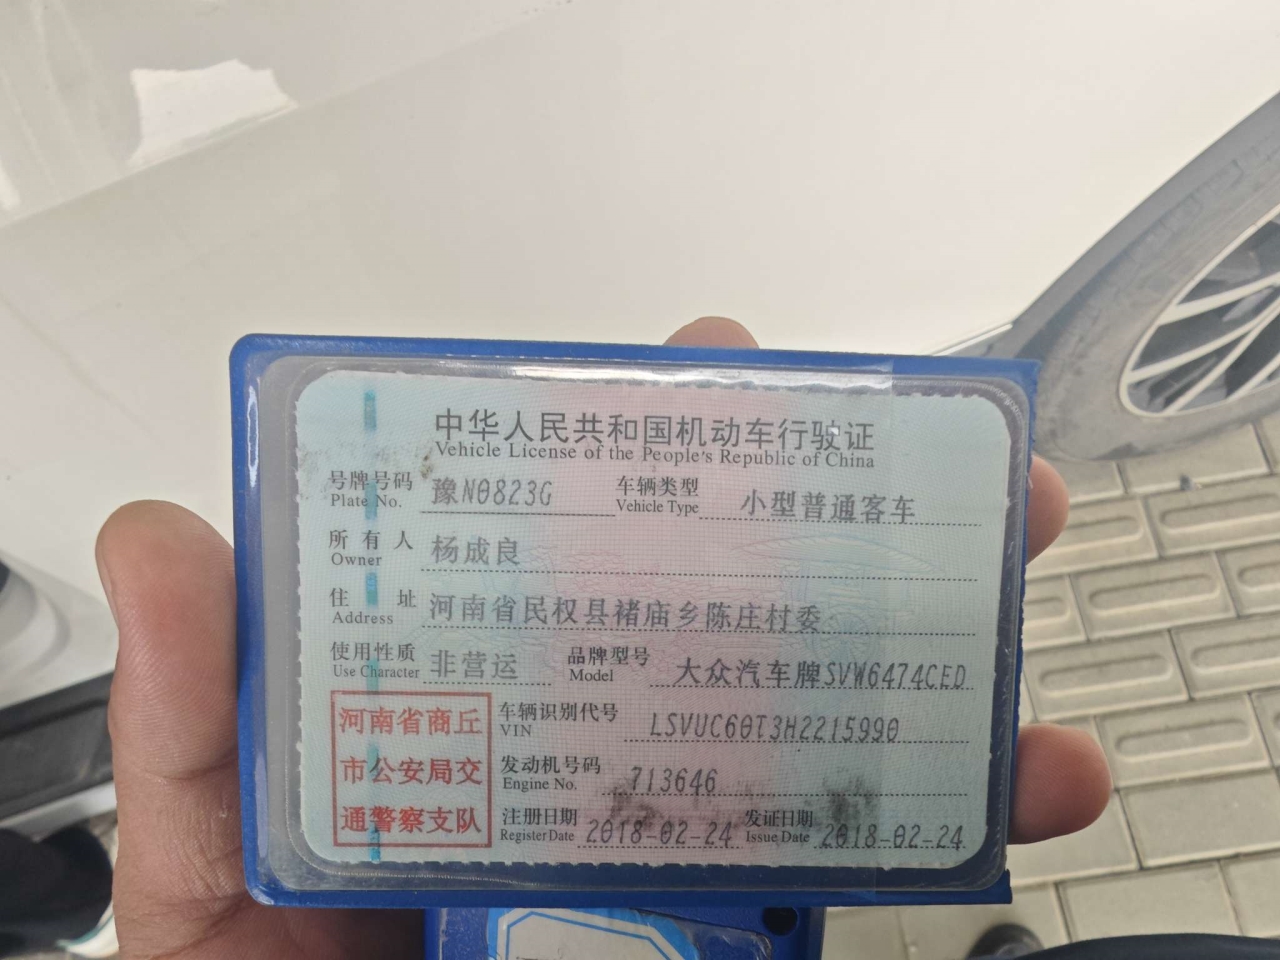 中华人民共和国机动车行驶证
Vehicle License of the People's Republic of China
号牌号码 豫N0823G 车辆类型 小型普通客车
Plate No. Vehicle Type
所有人 杨成良
Owner
住址 河南省民权县褚庙乡陈庄村委
Address
使用性质 非营运 品牌型号 大众汽车牌SVW6474CED
Use Character Model
河南省商丘
市公安局交
通警察支队
车辆识别代号 LSVUC60T3H2215990
VIN
发动机号码 713646
Engine No.
注册日期 2018-02-24 发证日期 2018-02-24
Register Date Issue Date